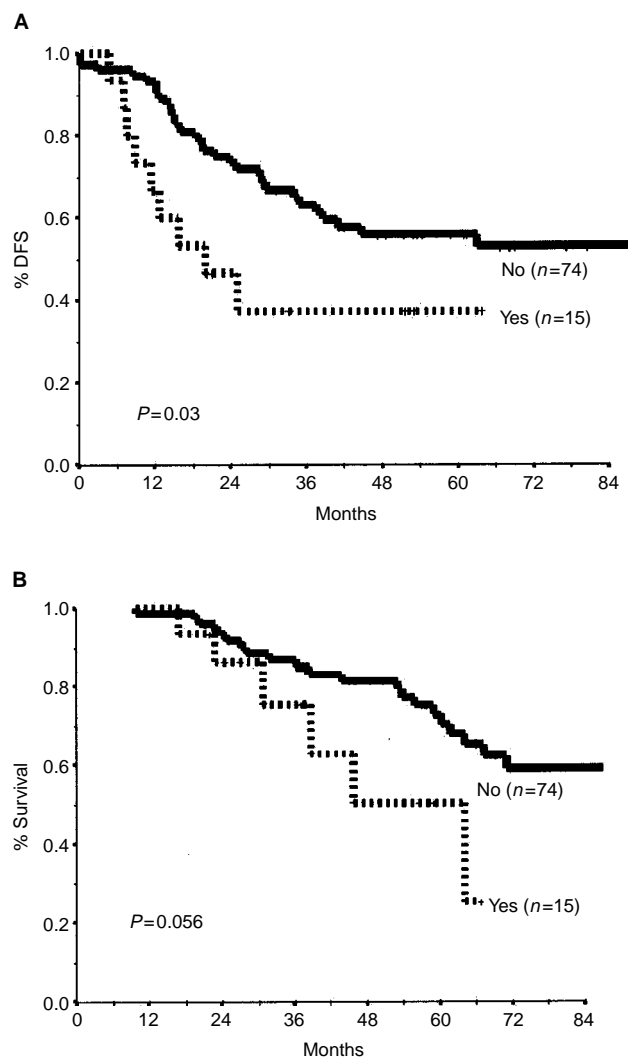 A
1.0
0.8
0.6
0.4
0.2
0.0
% DFS
No (n=74)
Yes (n=15)
P=0.03
0 12 24 36 48 60 72 84
Months
B
1.0
0.8
0.6
0.4
0.2
0.0
% Survival
No (n=74)
Yes (n=15)
P=0.056
0 12 24 36 48 60 72 84
Months